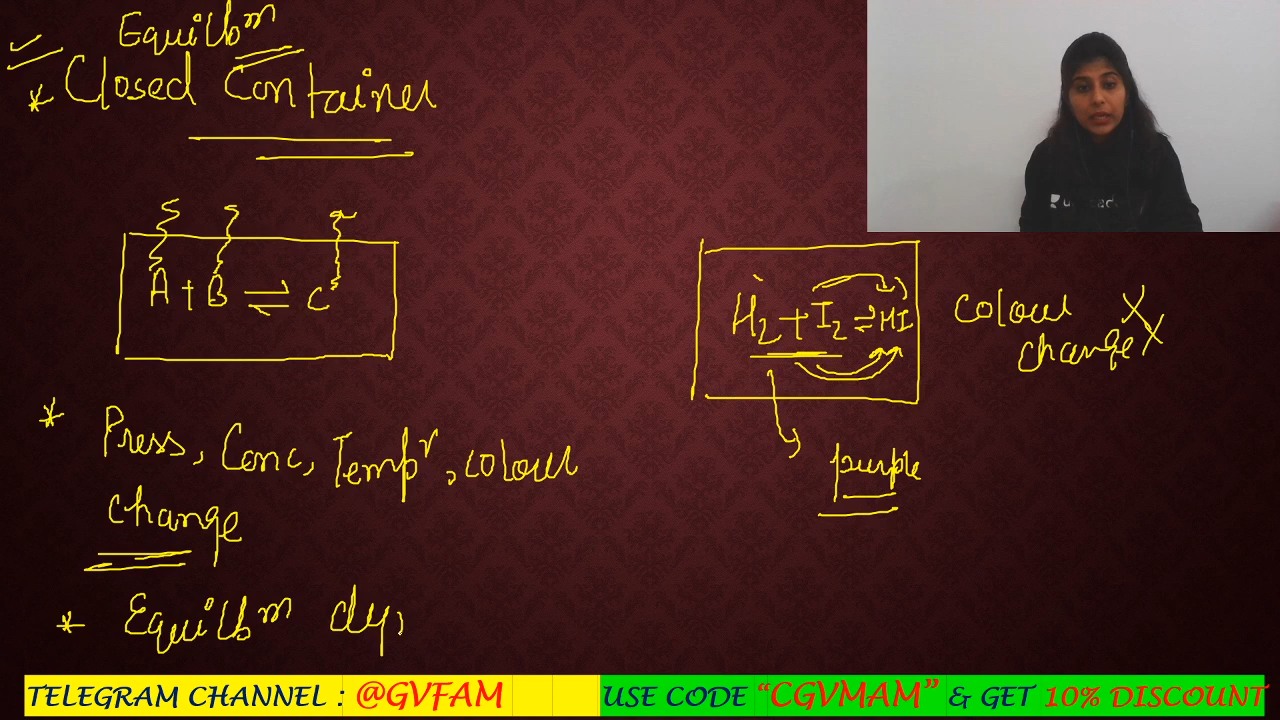 Equilbm
* Closed Container
A + B ⇌ C
H2 + I2 ⇌ HI
colour
change XX
purple
* Press, Conc, Tempr, colour
change
* Equilbm dy,
TELEGRAM CHANNEL : @GVFAM
USE CODE “CGVMAM” & GET 10% DISCOUNT